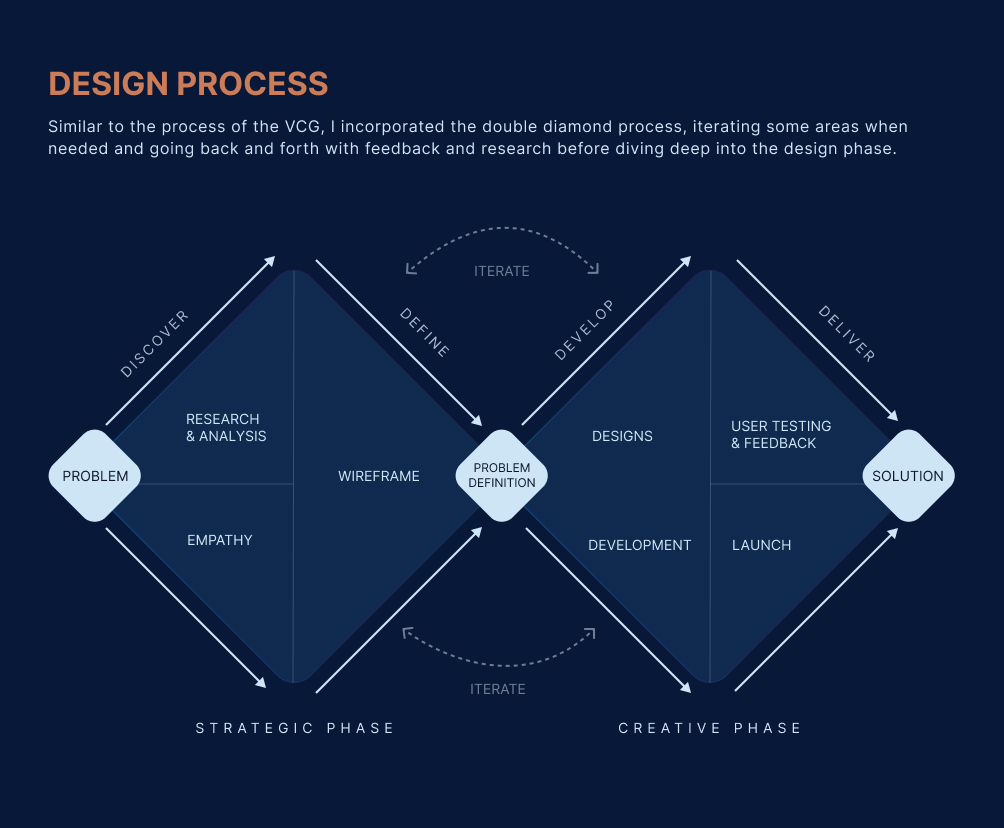 DESIGN PROCESS
Similar to the process of the VCG, I incorporated the double diamond process, iterating some areas when
needed and going back and forth with feedback and research before diving deep into the design phase.
ITERATE
DISCOVER
DEFINE
DEVELOP
DELIVER
RESEARCH
& ANALYSIS
DESIGNS
USER TESTING
& FEEDBACK
PROBLEM
WIREFRAME
PROBLEM
DEFINITION
SOLUTION
EMPATHY
DEVELOPMENT
LAUNCH
ITERATE
STRATEGIC PHASE
CREATIVE PHASE